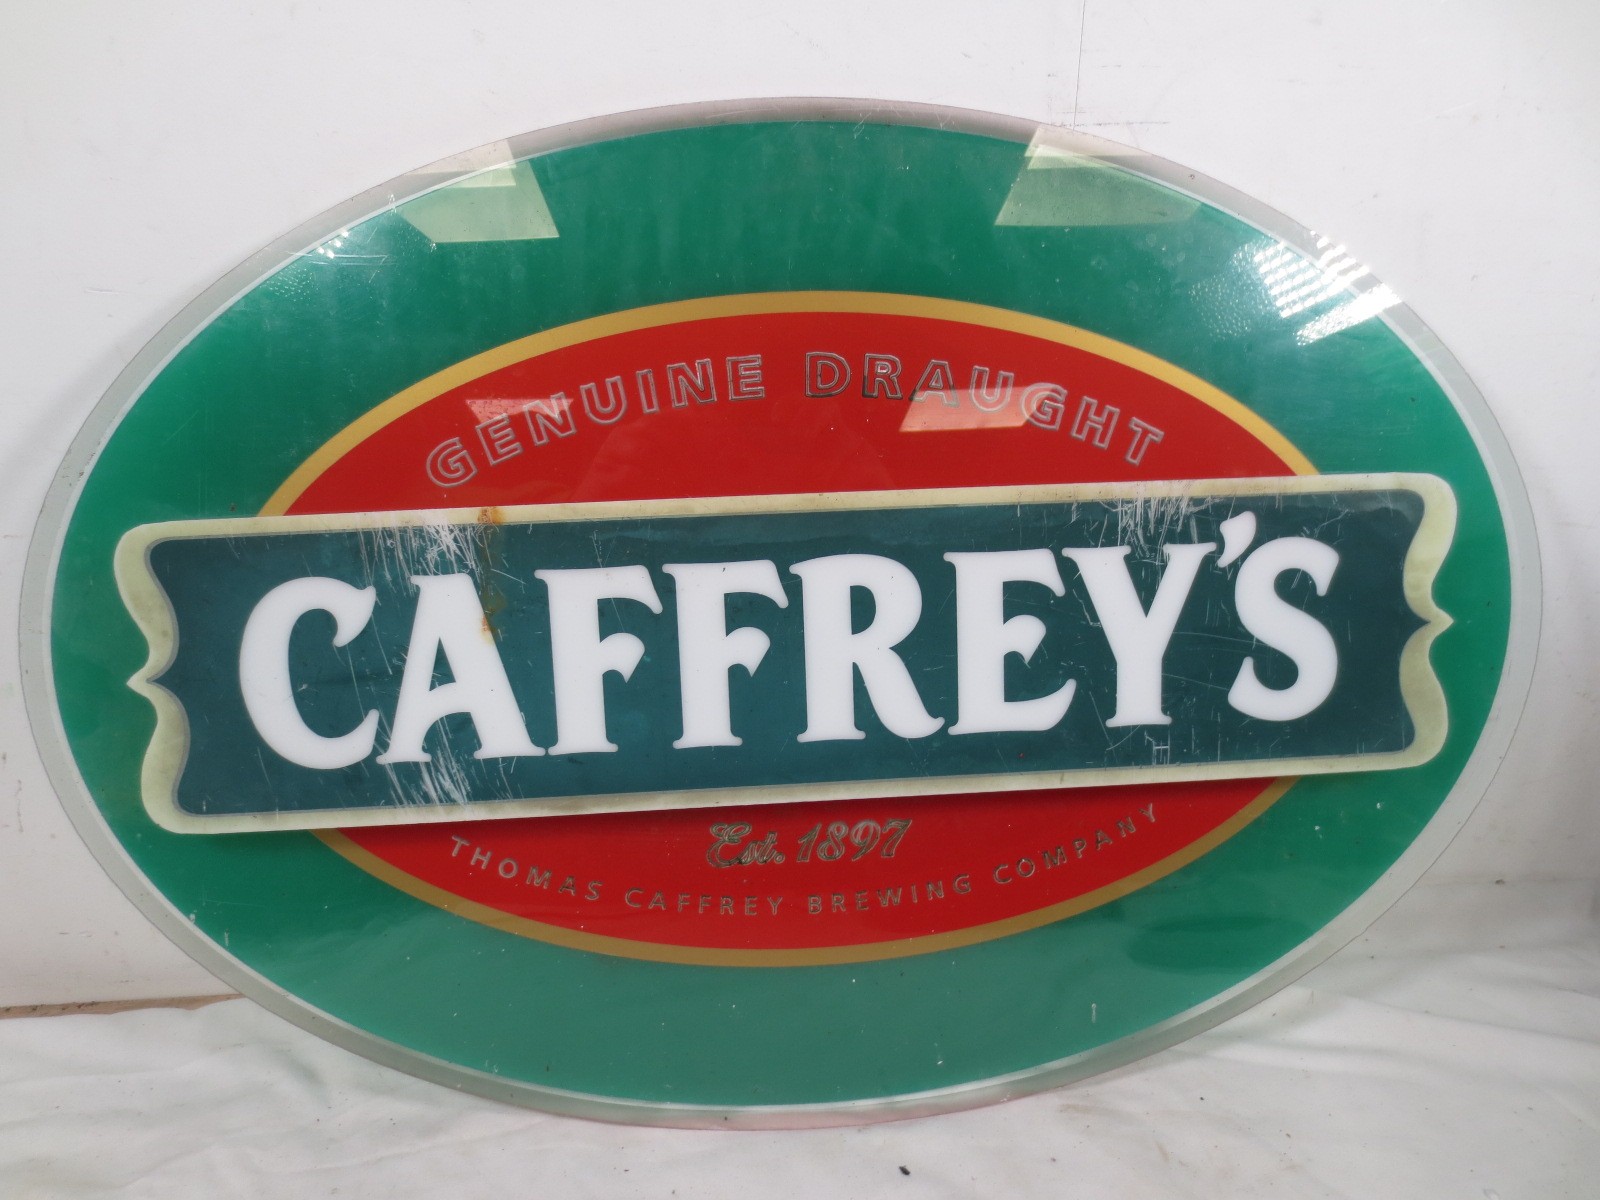 GENUINE DRAUGHT
CAFFREY'S
Est. 1897
THOMAS CAFFREY BREWING COMPANY